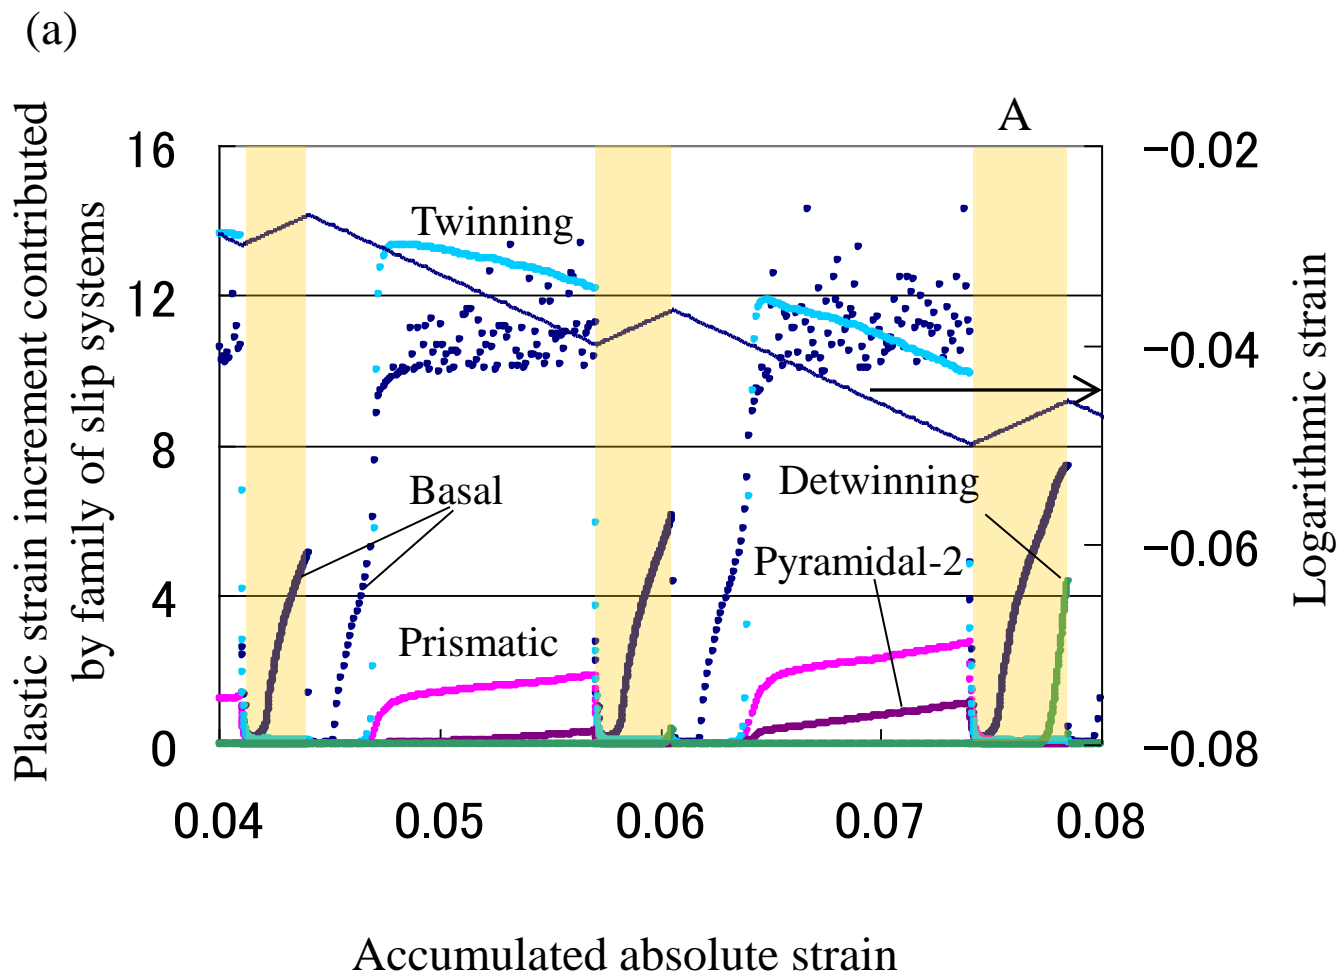 (a)
A
Plastic strain increment contributed
by family of slip systems
16
12
8
4
0
-0.02
-0.04
-0.06
-0.08
Logarithmic strain
Twinning
Basal
Detwinning
Pyramidal-2
Prismatic
0.04
0.05
0.06
0.07
0.08
Accumulated absolute strain